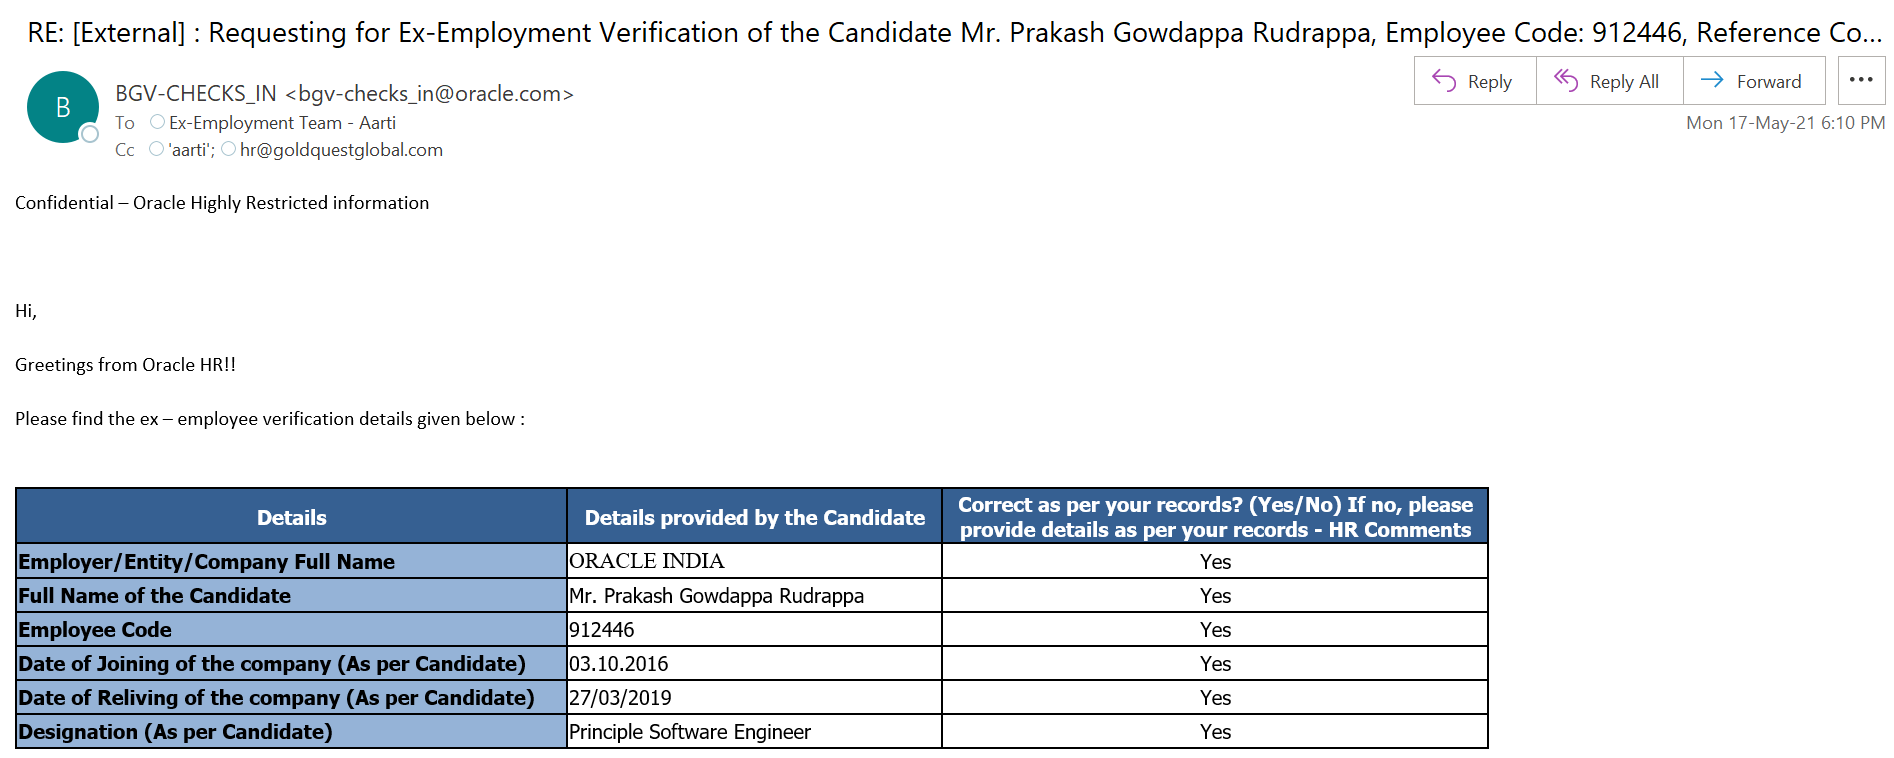 RE: [External] : Requesting for Ex-Employment Verification of the Candidate Mr. Prakash Gowdappa Rudrappa, Employee Code: 912446, Reference Co...
B
BGV-CHECKS_IN <bgv-checks_in@oracle.com>
Reply
Reply All
Forward
To Ex-Employment Team - Aarti
Mon 17-May-21 6:10 PM
Cc 'aarti'; hr@goldquestglobal.com
Confidential – Oracle Highly Restricted information
Hi,
Greetings from Oracle HR!!
Please find the ex – employee verification details given below :
Details
Details provided by the Candidate
Correct as per your records? (Yes/No) If no, please
provide details as per your records - HR Comments
Employer/Entity/Company Full Name ORACLE INDIA Yes
Full Name of the Candidate Mr. Prakash Gowdappa Rudrappa Yes
Employee Code 912446 Yes
Date of Joining of the company (As per Candidate) 03.10.2016 Yes
Date of Reliving of the company (As per Candidate) 27/03/2019 Yes
Designation (As per Candidate) Principle Software Engineer Yes